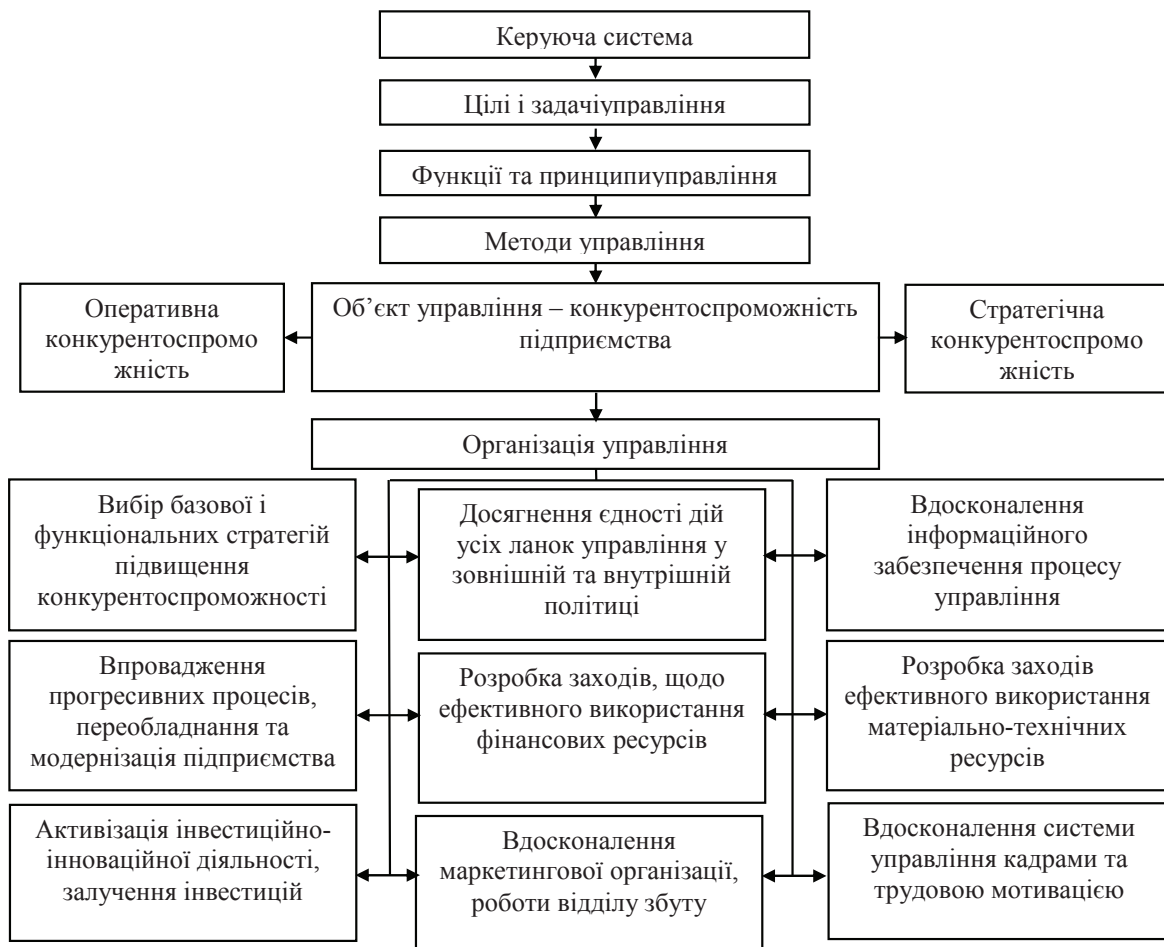 Керуюча система
Цілі і задачіуправління
Функції та принципиуправління
Методи управління
Оперативна
конкурентоспромо
жність
Об’єкт управління – конкурентоспроможність
підприємства
Стратегічна
конкурентоспромо
жність
Організація управління
Вибір базової і
функціональних стратегій
підвищення
конкурентоспроможності
Досягнення єдності дій
усіх ланок управління у
зовнішній та внутрішній
політиці
Вдосконалення
інформаційного
забезпечення процесу
управління
Впровадження
прогресивних процесів,
переобладнання та
модернізація підприємства
Розробка заходів, щодо
ефективного використання
фінансових ресурсів
Розробка заходів
ефективного використання
матеріально-технічних
ресурсів
Активізація інвестиційно-
інноваційної діяльності,
залучення інвестицій
Вдосконалення
маркетингової організації,
роботи відділу збуту
Вдосконалення системи
управління кадрами та
трудовою мотивацією